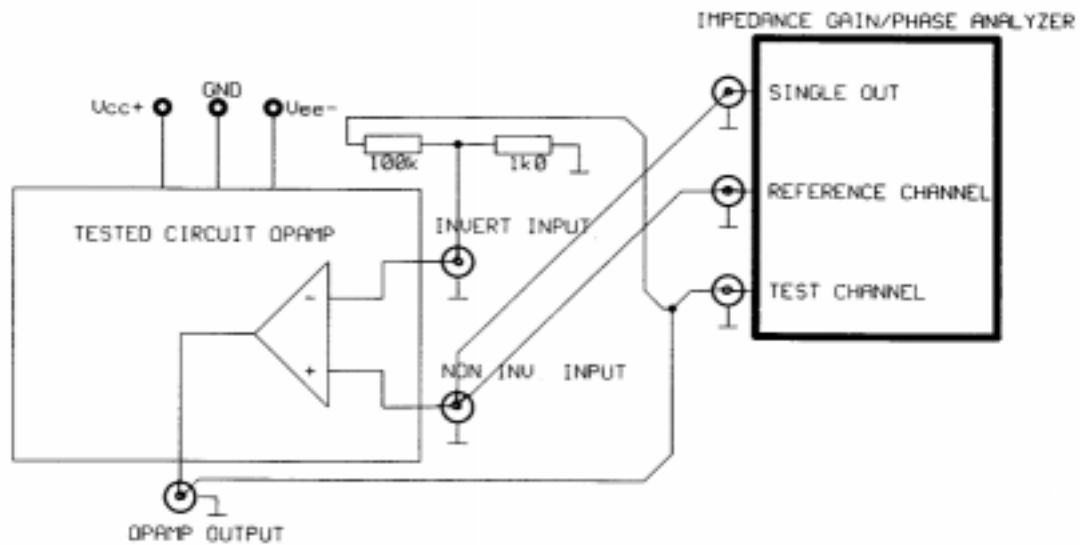 IMPEDANCE GAIN/PHASE ANALYZER
SINGLE OUT
GND
Vcc+
Vee-
100k
1k0
REFERENCE CHANNEL
INVERT INPUT
TESTED CIRCUIT OPAMP
-
TEST CHANNEL
+
NON INV INPUT
OPAMP OUTPUT